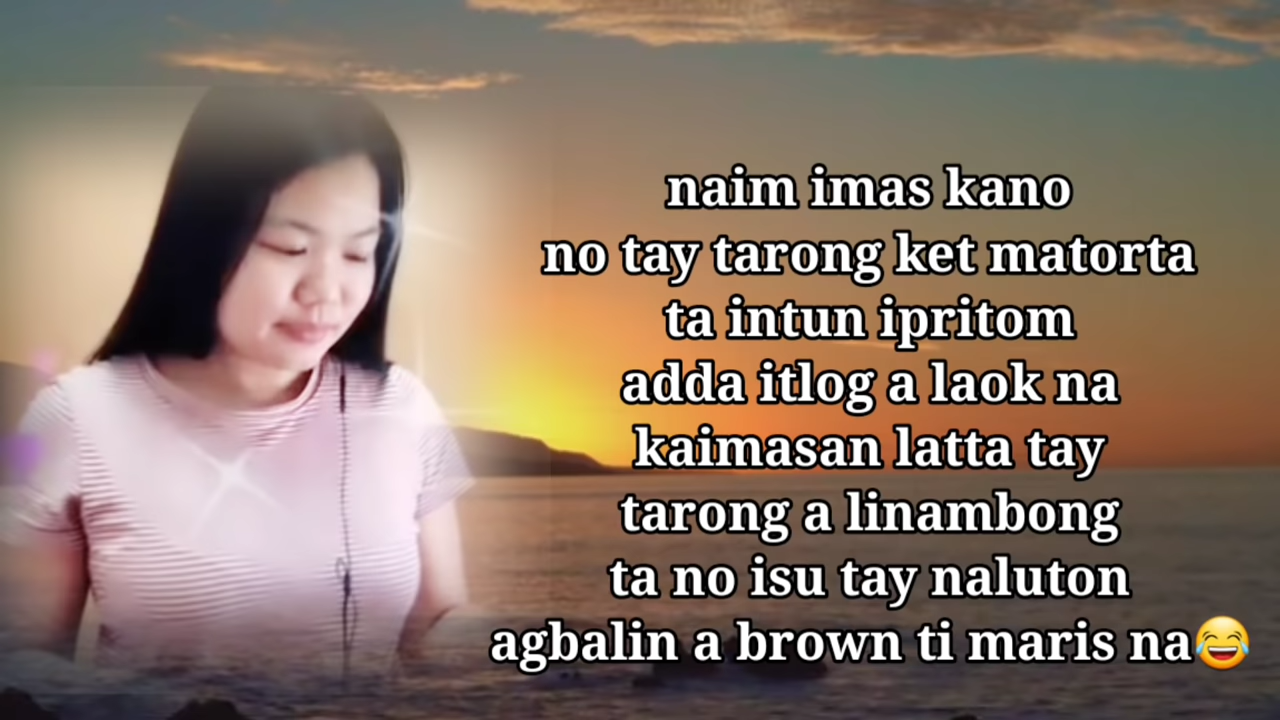 naim imas kano
no tay tarong ket matorta
ta intun ipritom
adda itlog a laok na
kaimasan latta tay
tarong a linambong
ta no isu tay naluton
agbalin a brown ti maris na😂